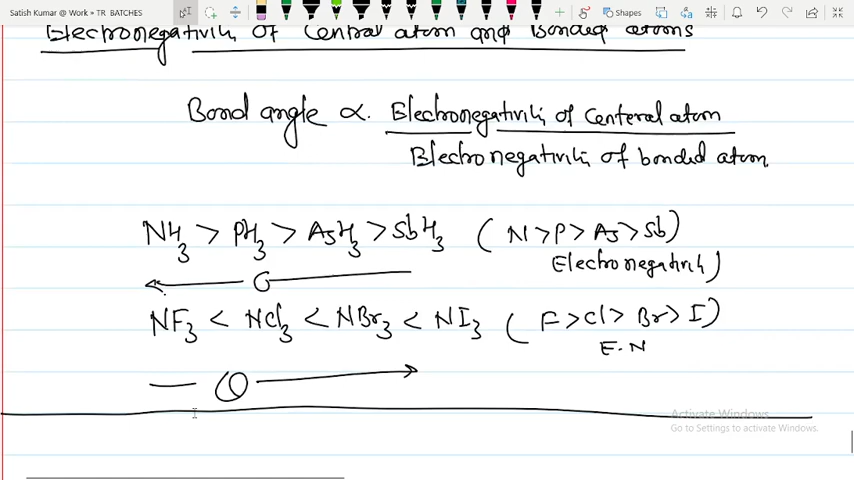 Satish Kumar @ Work » TR BATCHES
Shapes
Electronegativity of Central atom and Bonded atoms
Bond angle ∝ Electronegativity of Centeral atom
Electronegativity of bonded atom
NH3 > PH3 > AsH3 > SbH3 ( N > P > As > Sb )
Electronegativity )
θ
NF3 < NCl3 < NBr3 < NI3 ( F > Cl > Br > I )
E.N
θ
Activate Windows
Go to Settings to activate Windows.